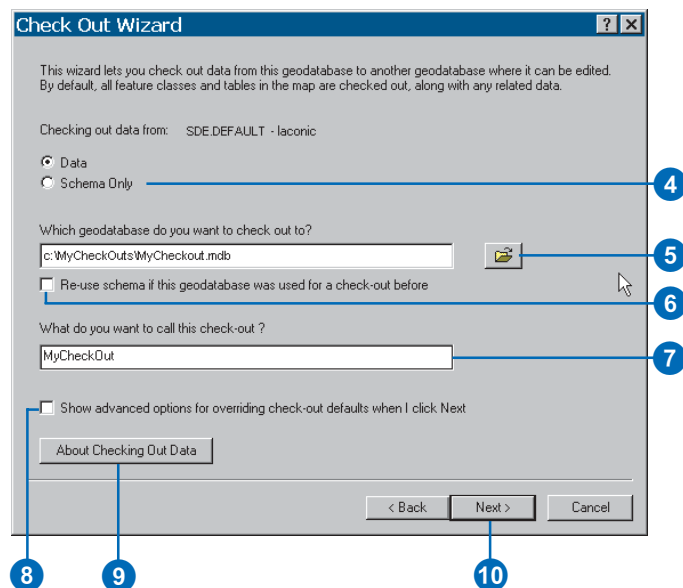 Check Out Wizard
? X
This wizard lets you check out data from this geodatabase to another geodatabase where it can be edited.
By default, all feature classes and tables in the map are checked out, along with any related data.
Checking out data from: SDE.DEFAULT - laconic
Data
Schema Only
4
Which geodatabase do you want to check out to?
c:\MyCheckOuts\MyCheckout.mdb
5
Re-use schema if this geodatabase was used for a check-out before
6
What do you want to call this check-out ?
MyCheckOut
7
Show advanced options for overriding check-out defaults when I click Next
About Checking Out Data
< Back
Next >
Cancel
8
9
10